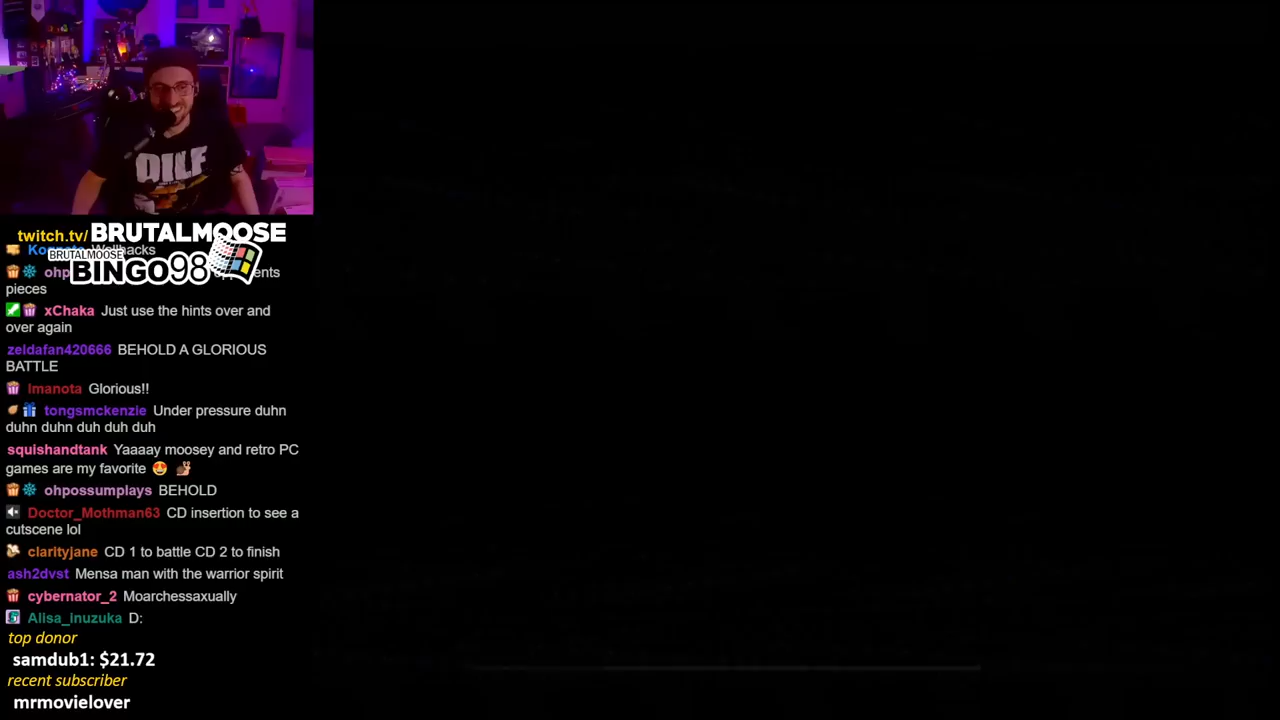 DILF
twitch.tv/BRUTALMOOSE
Wallhacks
BRUTALMOOSE
BINGO98
pieces
xChaka Just use the hints over and
over again
zeldafan420666 BEHOLD A GLORIOUS
BATTLE
Imanota Glorious!!
tongsmckenzie Under pressure duhn
duhn duhn duh duh duh
squishandtank Yaaaay moosey and retro PC
games are my favorite 😍 🐌
ohpossumplays BEHOLD
Doctor_Mothman63 CD insertion to see a
cutscene lol
clarityjane CD 1 to battle CD 2 to finish
ash2dvst Mensa man with the warrior spirit
cybernator_2 Moarchessaxually
Alisa_Inuzuka D:
top donor
samdub1: $21.72
recent subscriber
mrmovielover